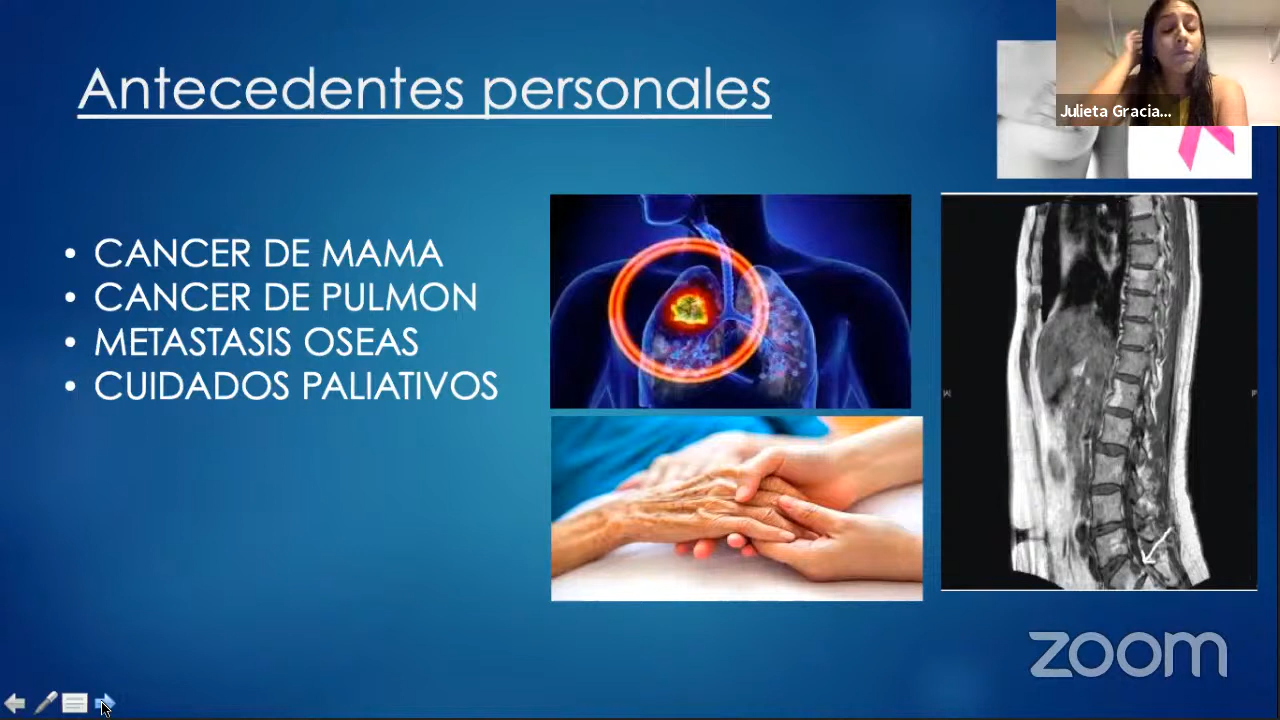 Antecedentes personales
Julieta Gracia...
• CANCER DE MAMA
• CANCER DE PULMON
• METASTASIS OSEAS
• CUIDADOS PALIATIVOS
zoom